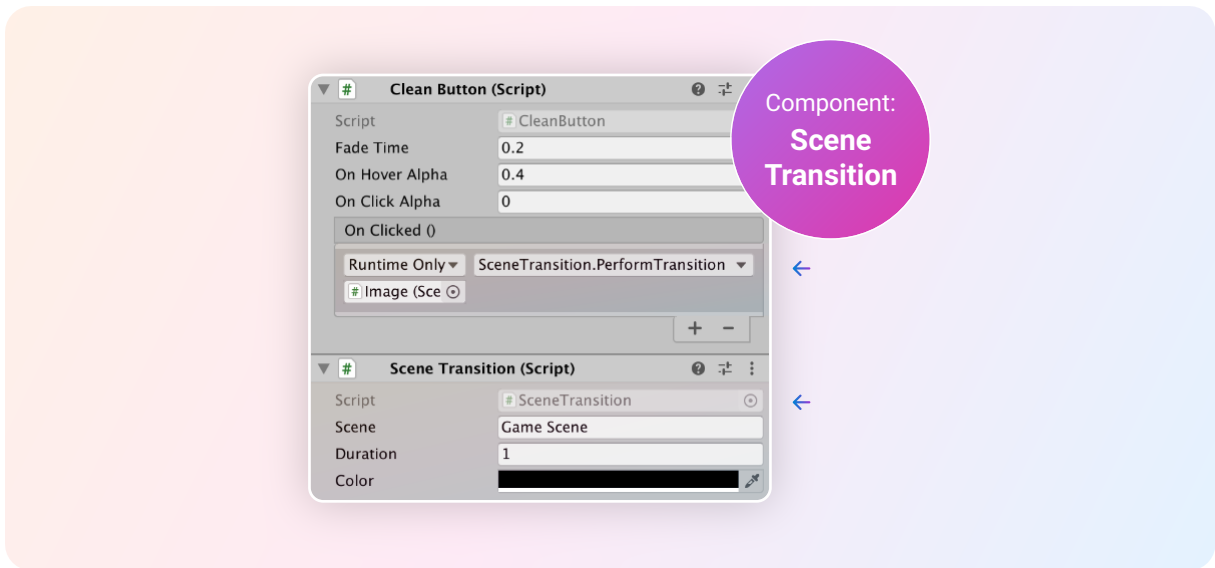 Clean Button (Script)
Script CleanButton
Fade Time 0.2
On Hover Alpha 0.4
On Click Alpha 0
On Clicked ()
Runtime Only SceneTransition.PerformTransition
# Image (Sce
+ −
Scene Transition (Script)
Script SceneTransition
Scene Game Scene
Duration 1
Color
Component:
Scene
Transition